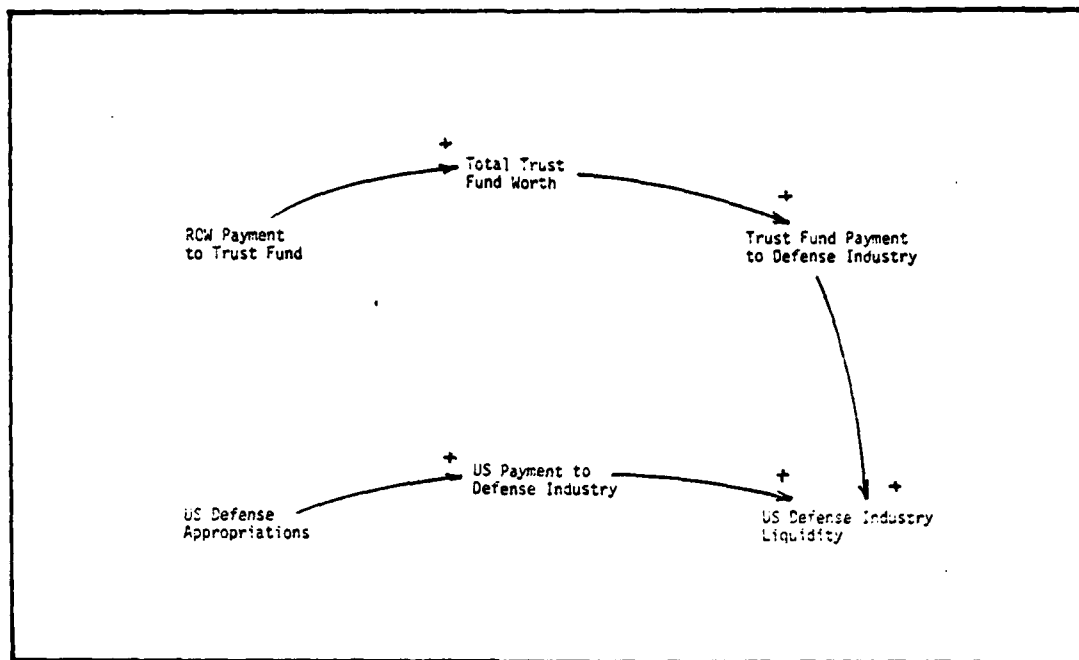 +
Total Trust
Fund Worth
+
RCW Payment
to Trust Fund
Trust Fund Payment
to Defense Industry
+
US Payment to
Defense Industry
+
+
US Defense
Appropriations
US Defense Industry
Liquidity